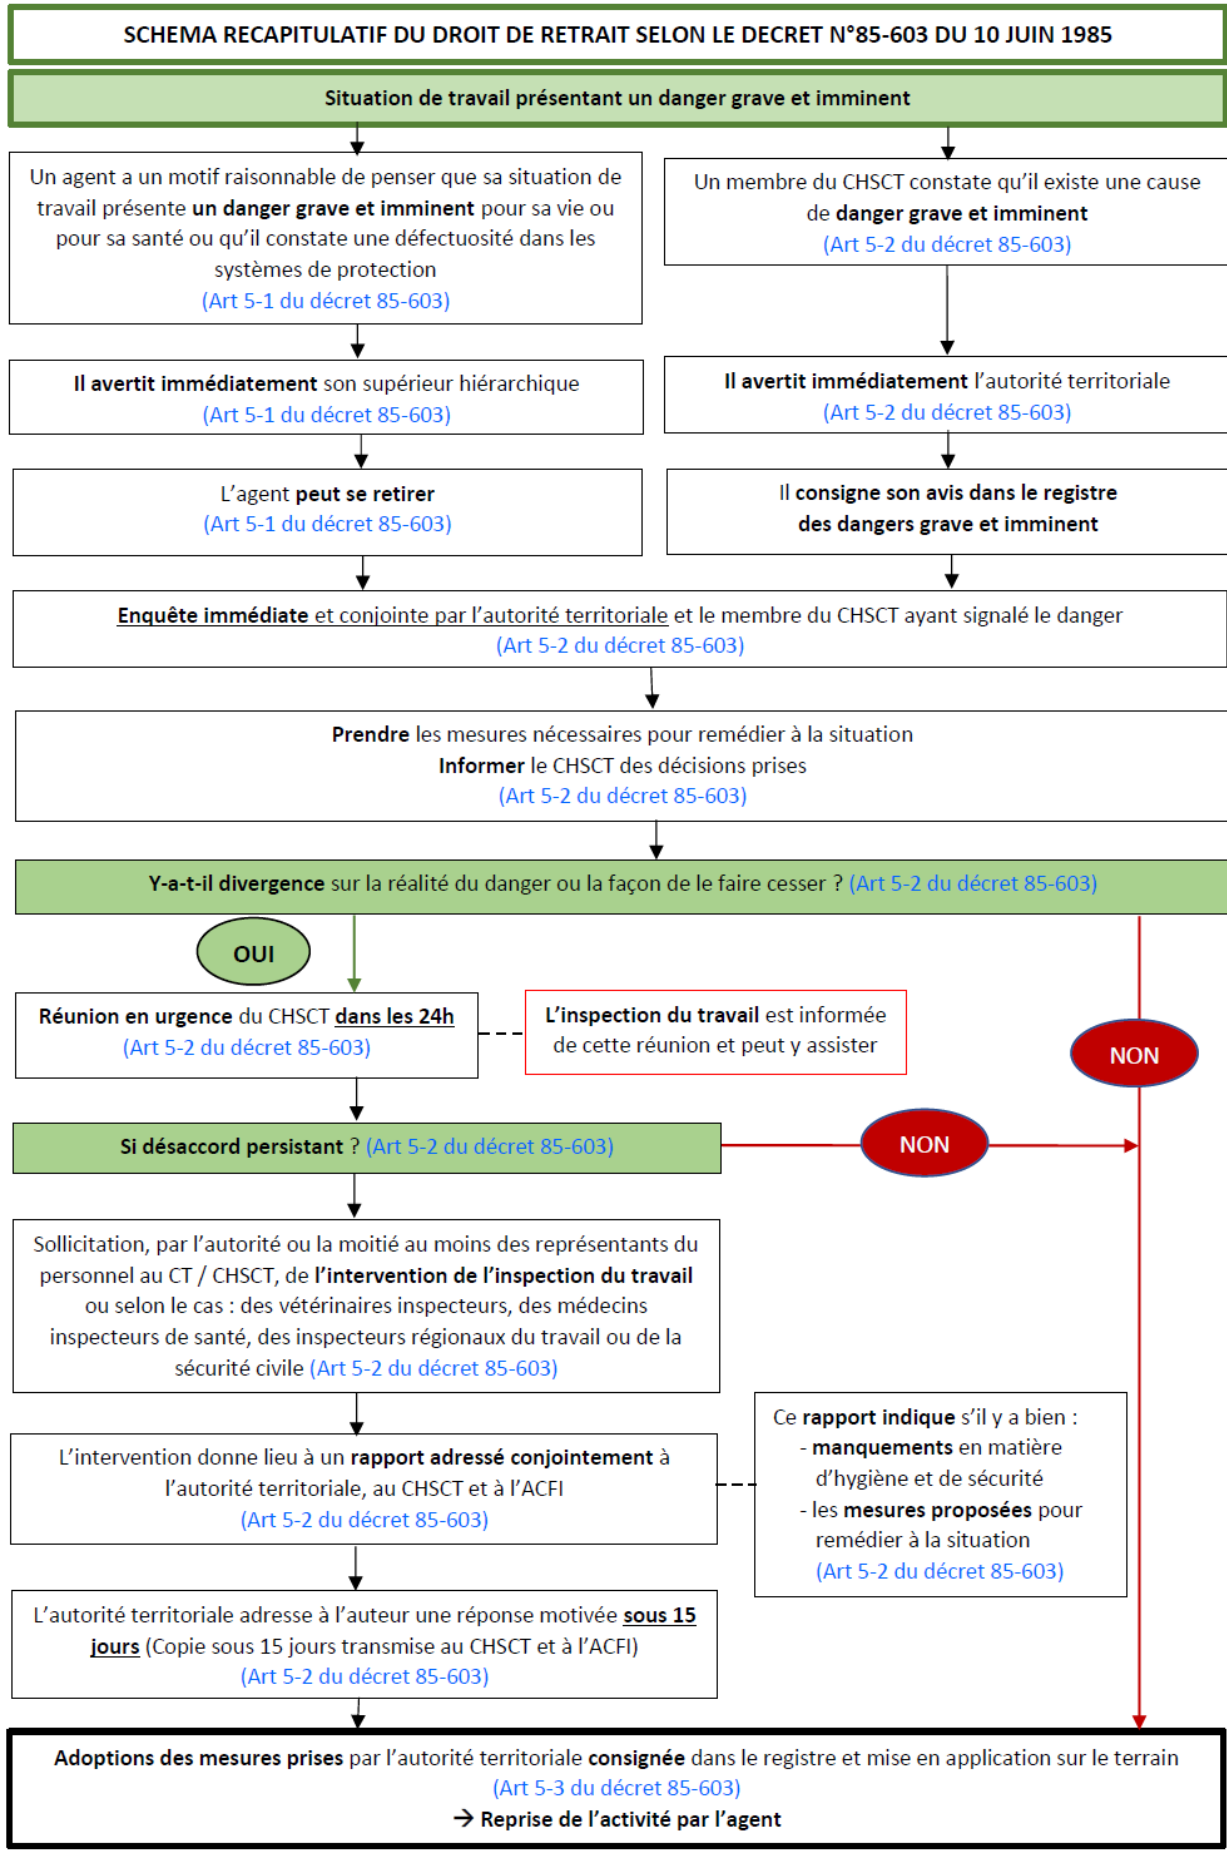 SCHEMA RECAPITULATIF DU DROIT DE RETRAIT SELON LE DECRET N°85-603 DU 10 JUIN 1985
Situation de travail présentant un danger grave et imminent
Un agent a un motif raisonnable de penser que sa situation de
travail présente un danger grave et imminent pour sa vie ou
pour sa santé ou qu'il constate une défectuosité dans les
systèmes de protection
(Art 5-1 du décret 85-603)
Un membre du CHSCT constate qu'il existe une cause
de danger grave et imminent
(Art 5-2 du décret 85-603)
Il avertit immédiatement son supérieur hiérarchique
(Art 5-1 du décret 85-603)
Il avertit immédiatement l'autorité territoriale
(Art 5-2 du décret 85-603)
L'agent peut se retirer
(Art 5-1 du décret 85-603)
Il consigne son avis dans le registre
des dangers grave et imminent
Enquête immédiate et conjointe par l'autorité territoriale et le membre du CHSCT ayant signalé le danger
(Art 5-2 du décret 85-603)
Prendre les mesures nécessaires pour remédier à la situation
Informer le CHSCT des décisions prises
(Art 5-2 du décret 85-603)
Y-a-t-il divergence sur la réalité du danger ou la façon de le faire cesser ? (Art 5-2 du décret 85-603)
OUI
Réunion en urgence du CHSCT dans les 24h
(Art 5-2 du décret 85-603)
L'inspection du travail est informée
de cette réunion et peut y assister
NON
Si désaccord persistant ? (Art 5-2 du décret 85-603)
NON
Sollicitation, par l'autorité ou la moitié au moins des représentants du
personnel au CT / CHSCT, de l'intervention de l'inspection du travail
ou selon le cas : des vétérinaires inspecteurs, des médecins
inspecteurs de santé, des inspecteurs régionaux du travail ou de la
sécurité civile (Art 5-2 du décret 85-603)
L'intervention donne lieu à un rapport adressé conjointement à
l'autorité territoriale, au CHSCT et à l'ACFI
(Art 5-2 du décret 85-603)
Ce rapport indique s'il y a bien :
- manquements en matière
d'hygiène et de sécurité
- les mesures proposées pour
remédier à la situation
(Art 5-2 du décret 85-603)
L'autorité territoriale adresse à l'auteur une réponse motivée sous 15
jours (Copie sous 15 jours transmise au CHSCT et à l'ACFI)
(Art 5-2 du décret 85-603)
Adoptions des mesures prises par l'autorité territoriale consignée dans le registre et mise en application sur le terrain
(Art 5-3 du décret 85-603)
→ Reprise de l'activité par l'agent